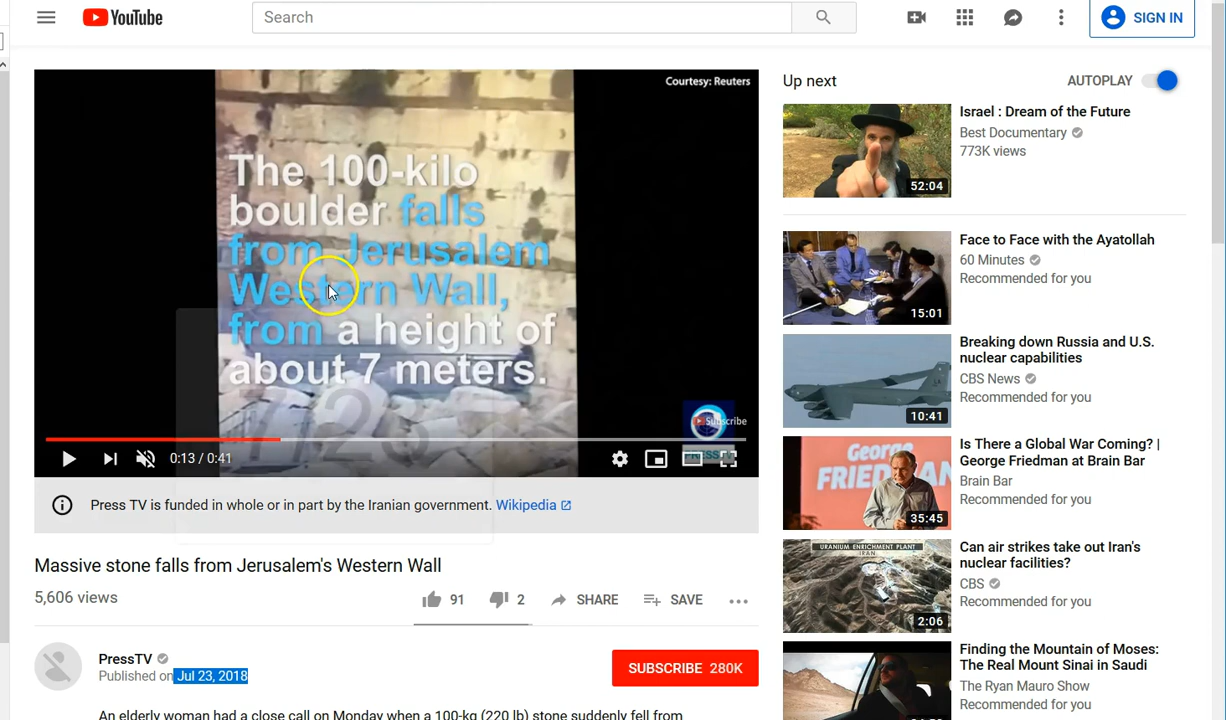 YouTube
Search
SIGN IN
Courtesy: Reuters
The 100-kilo
boulder falls
from Jerusalem
Western Wall,
from a height of
about 7 meters.
Subscribe
0:13 / 0:41
Press TV is funded in whole or in part by the Iranian government. Wikipedia
Massive stone falls from Jerusalem's Western Wall
5,606 views
91
2
SHARE
SAVE
PressTV
Published on Jul 23, 2018
SUBSCRIBE 280K
An elderly woman had a close call on Monday when a 100-kg (220 lb) stone suddenly fell from
Up next
AUTOPLAY
52:04
Israel : Dream of the Future
Best Documentary
773K views
15:01
Face to Face with the Ayatollah
60 Minutes
Recommended for you
10:41
Breaking down Russia and U.S.
nuclear capabilities
CBS News
Recommended for you
George
FRIEDMAN
35:45
Is There a Global War Coming? |
George Friedman at Brain Bar
Brain Bar
Recommended for you
URANIUM ENRICHMENT PLANT
IRAN
2:06
Can air strikes take out Iran's
nuclear facilities?
CBS
Recommended for you
Finding the Mountain of Moses:
The Real Mount Sinai in Saudi
The Ryan Mauro Show
Recommended for you